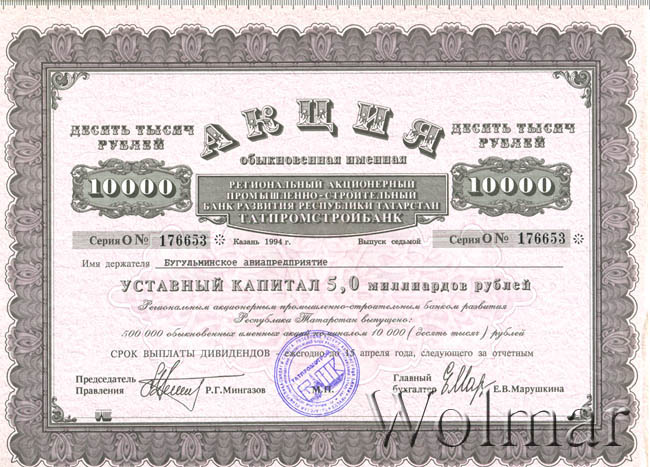 АКЦИЯ
обыкновенная именная
ДЕСЯТЬ ТЫСЯЧ РУБЛЕЙ
ДЕСЯТЬ ТЫСЯЧ РУБЛЕЙ
10000
10000
РЕГИОНАЛЬНЫЙ АКЦИОНЕРНЫЙ
ПРОМЫШЛЕННО-СТРОИТЕЛЬНЫЙ
БАНК РАЗВИТИЯ РЕСПУБЛИКИ ТАТАРСТАН
ТАТПРОМСТРОЙБАНК
Серия О № 176653 Казань 1994 г. Выпуск седьмой Серия О № 176653
Имя держателя Бугульминское авиапредприятие
УСТАВНЫЙ КАПИТАЛ 5,0 миллиардов рублей
Региональным акционерным промышленно-строительным банком развития
Республики Татарстан выпущено:
500 000 обыкновенных именных акций номиналом 10 000 ( десять тысяч ) рублей
СРОК ВЫПЛАТЫ ДИВИДЕНДОВ - ежегодно до 15 апреля года, следующего за отчетным
Председатель Правления Р.Г.Мингазов М.П. Главный бухгалтер Е.В.Марушкина
Wolmar